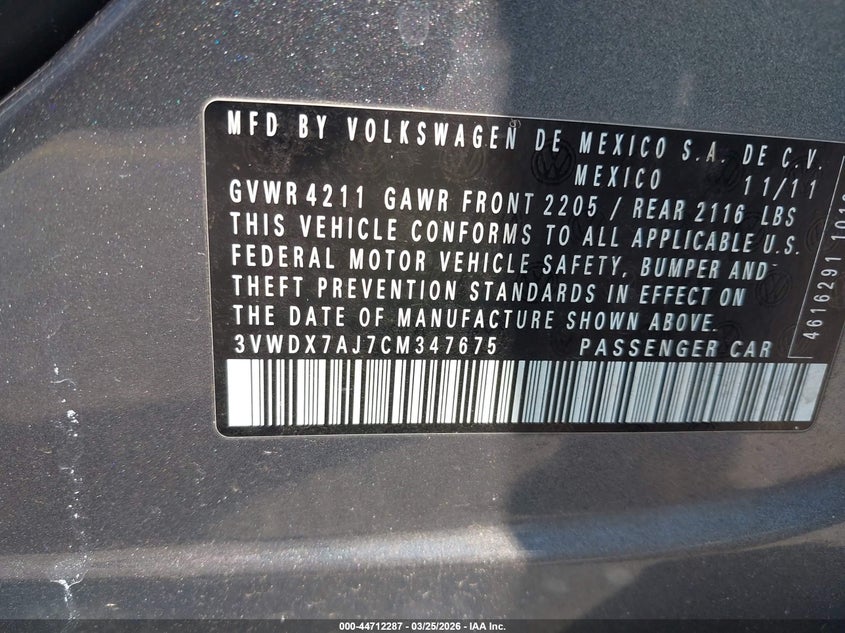 MFD BY VOLKSWAGEN DE MEXICO S.A. DE C.V.
MEXICO 11/11
GVWR 4211 GAWR FRONT 2205 / REAR 2116 LBS
THIS VEHICLE CONFORMS TO ALL APPLICABLE U.S.
FEDERAL MOTOR VEHICLE SAFETY, BUMPER AND
THEFT PREVENTION STANDARDS IN EFFECT ON
THE DATE OF MANUFACTURE SHOWN ABOVE.
3VWDX7AJ7CM347675 PASSENGER CAR
4616291
000-44712287 - 03/25/2026 - IAA Inc.